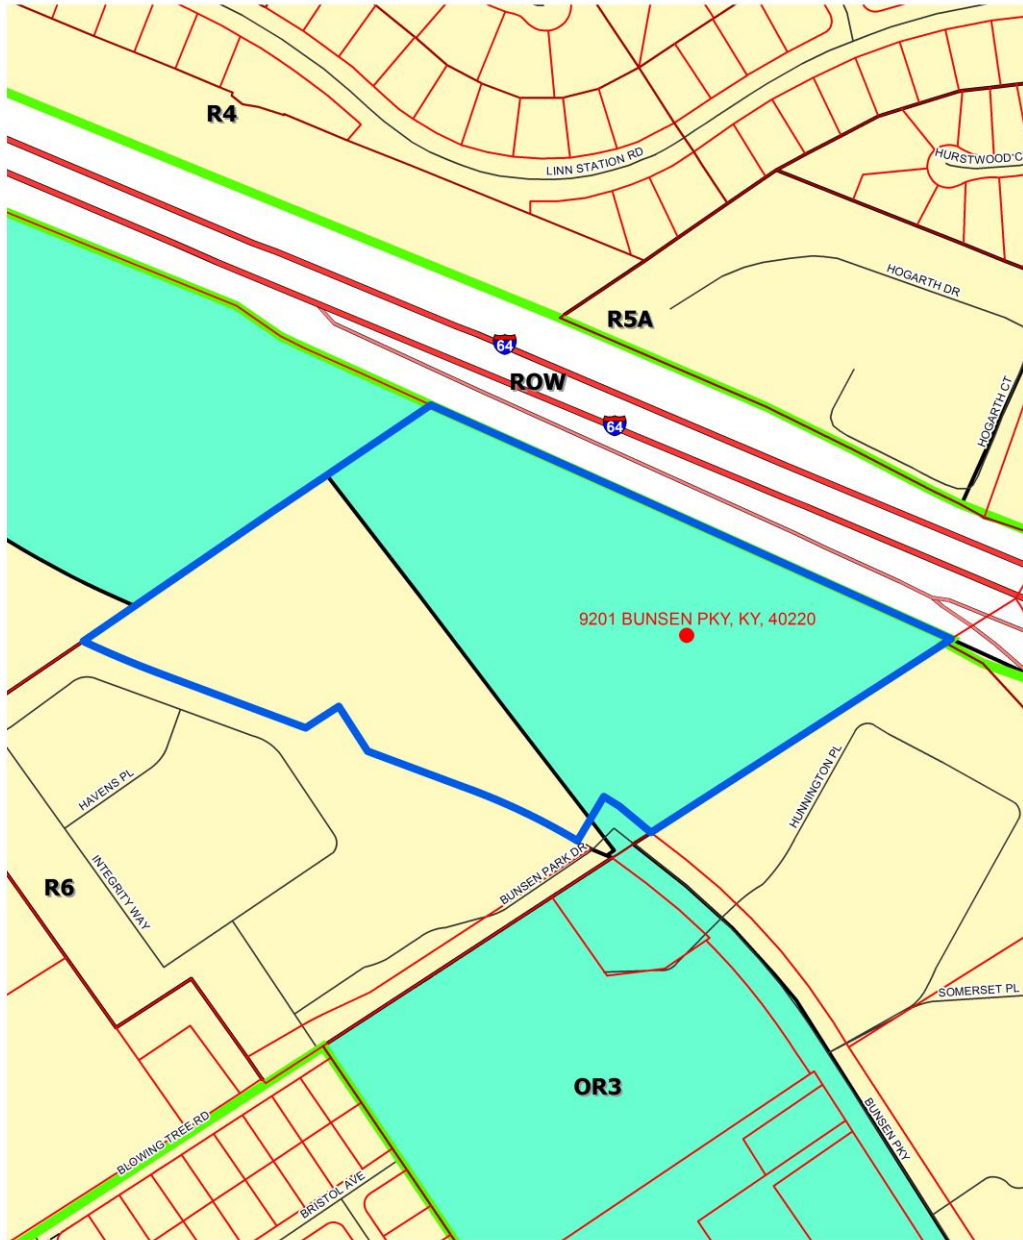 R4
LINN STATION RD
HURSTWOOD C
HOGARTH DR
R5A
64
ROW
HOGARTH CT
64
9201 BUNSEN PKY, KY, 40220
HUNNINGTON PL
HAVENS PL
INTEGRITY WAY
BUNSEN PARK DR
R6
SOMERSET PL
OR3
BUNSEN PKY
BLOWING TREE RD
BRISTOL AVE